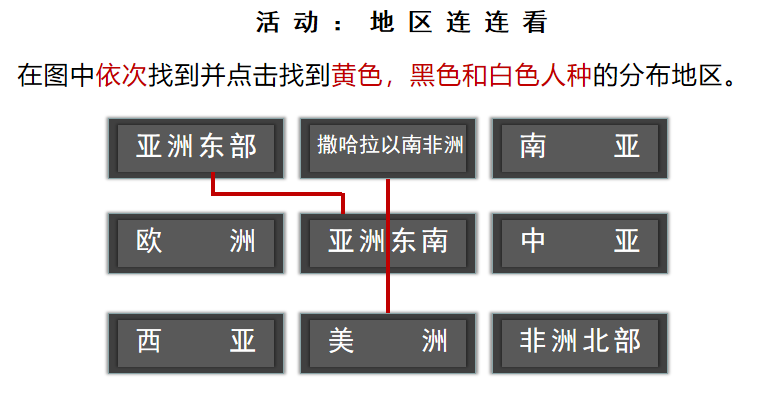 活动：地区连连看
在图中依次找到并点击找到黄色，黑色和白色人种的分布地区。
亚洲东部 撒哈拉以南非洲 南亚
欧洲 亚洲东南 中亚
西亚 美洲 非洲北部